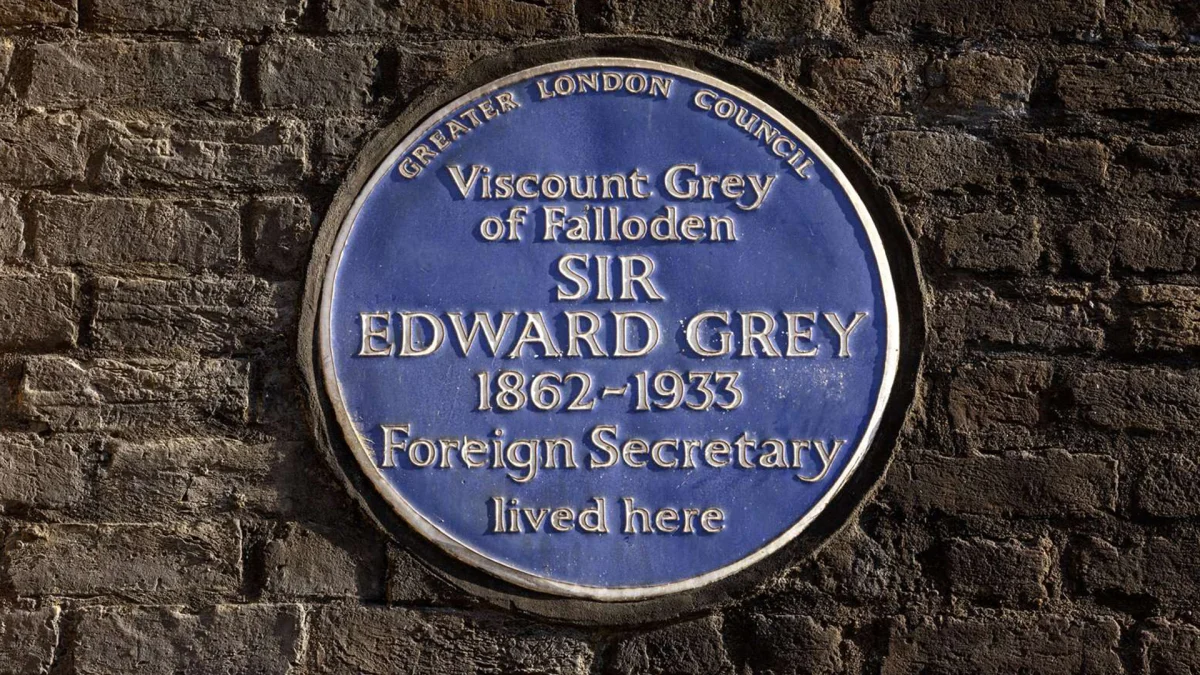 GREATER LONDON COUNCIL
Viscount Grey
of Falloden
SIR
EDWARD GREY
1862~1933
Foreign Secretary
lived here